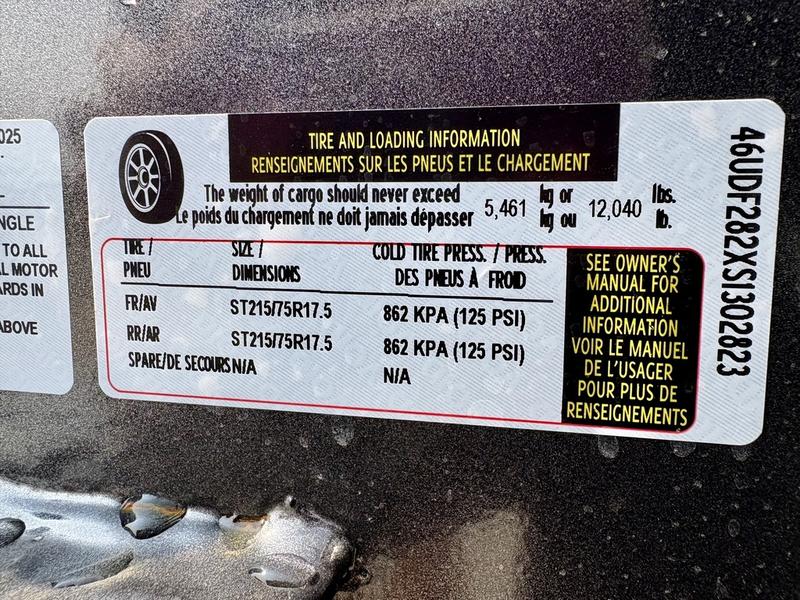 025
NGLE
TO ALL
L MOTOR
ARDS IN
ABOVE
TIRE AND LOADING INFORMATION
RENSEIGNEMENTS SUR LES PNEUS ET LE CHARGEMENT
The weight of cargo should never exceed 5,461 kg or 12,040 lbs.
Le poids du chargement ne doit jamais dépasser kg ou lb.
TIRE / SIZE / COLD TIRE PRESS. / PRESS.
PNEU DIMENSIONS DES PNEUS À FROID
FR/AV ST215/75R17.5 862 KPA (125 PSI)
RR/AR ST215/75R17.5 862 KPA (125 PSI)
SPARE/DE SECOURS N/A N/A
SEE OWNER'S
MANUAL FOR
ADDITIONAL
INFORMATION
VOIR LE MANUEL
DE L'USAGER
POUR PLUS DE
RENSEIGNEMENTS
46UDF282XS1302823